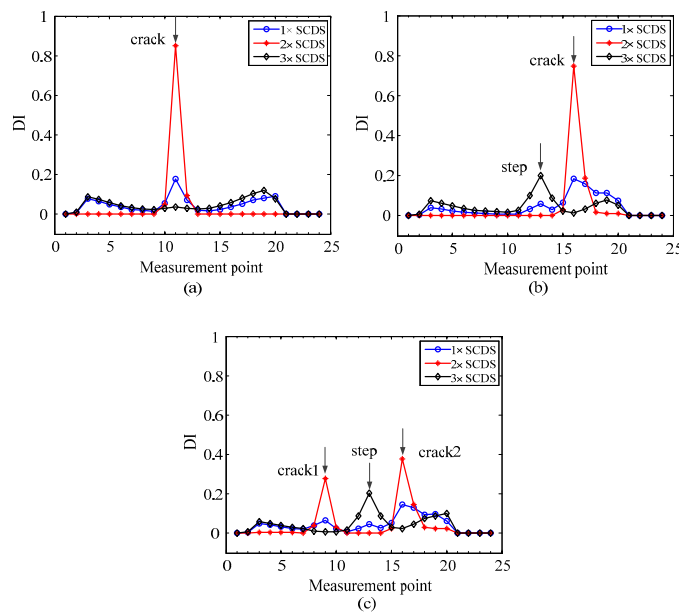 1
0.8
0.6
0.4
0.2
0
DI
crack
1× SCDS
2× SCDS
3× SCDS
0 5 10 15 20 25
Measurement point
(a)
1
0.8
0.6
0.4
0.2
0
DI
step
crack
1× SCDS
2× SCDS
3× SCDS
0 5 10 15 20 25
Measurement point
(b)
1
0.8
0.6
0.4
0.2
0
DI
crack1
step
crack2
1× SCDS
2× SCDS
3× SCDS
0 5 10 15 20 25
Measurement point
(c)